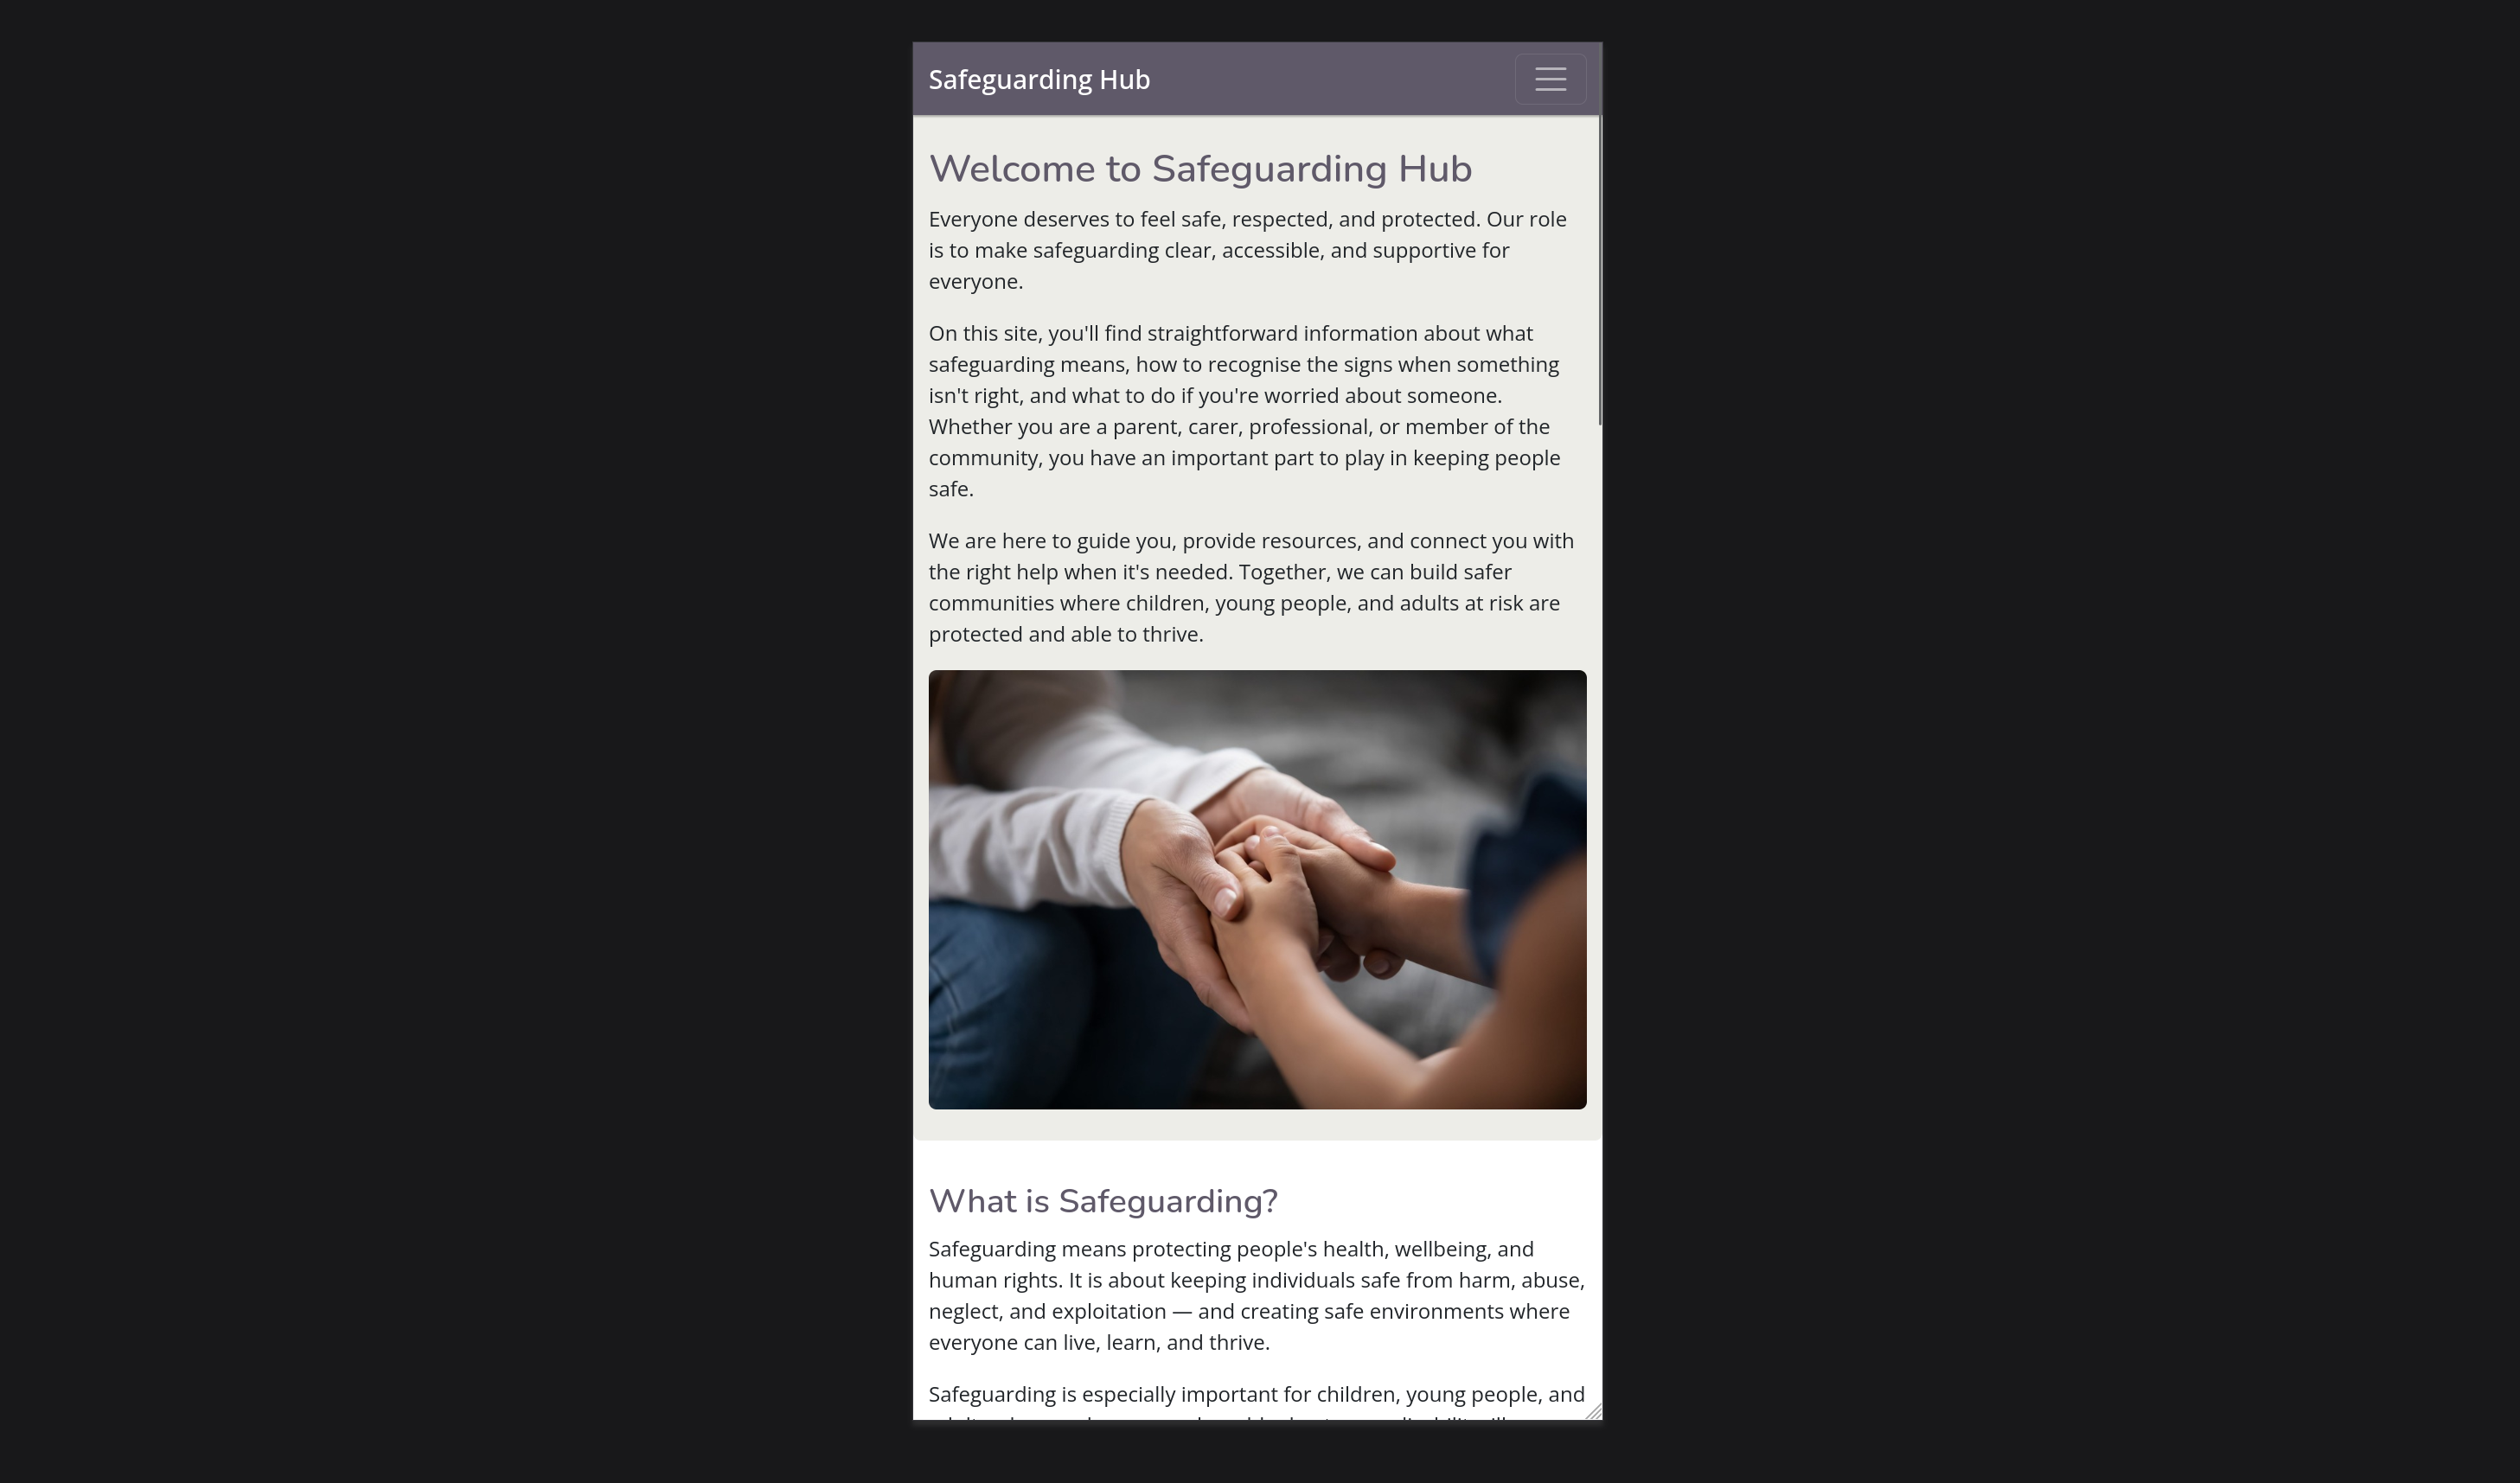 Safeguarding Hub
Welcome to Safeguarding Hub
Everyone deserves to feel safe, respected, and protected. Our role
is to make safeguarding clear, accessible, and supportive for
everyone.
On this site, you'll find straightforward information about what
safeguarding means, how to recognise the signs when something
isn't right, and what to do if you're worried about someone.
Whether you are a parent, carer, professional, or member of the
community, you have an important part to play in keeping people
safe.
We are here to guide you, provide resources, and connect you with
the right help when it's needed. Together, we can build safer
communities where children, young people, and adults at risk are
protected and able to thrive.
What is Safeguarding?
Safeguarding means protecting people's health, wellbeing, and
human rights. It is about keeping individuals safe from harm, abuse,
neglect, and exploitation — and creating safe environments where
everyone can live, learn, and thrive.
Safeguarding is especially important for children, young people, and